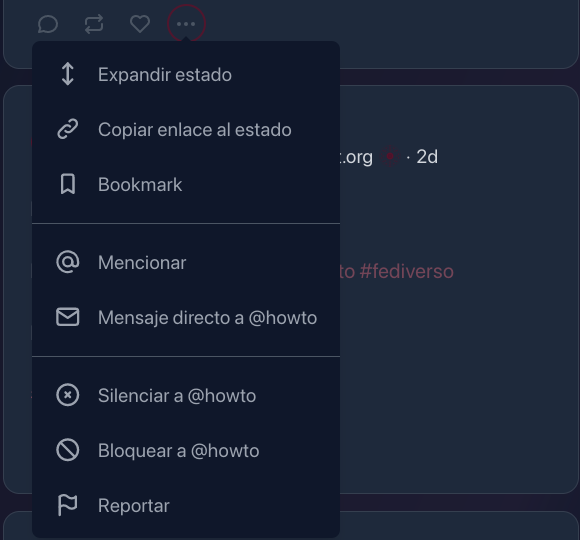 Expandir estado
Copiar enlace al estado
.org · 2d
Bookmark
Mencionar
to #fediverso
Mensaje directo a @howto
Silenciar a @howto
Bloquear a @howto
Reportar